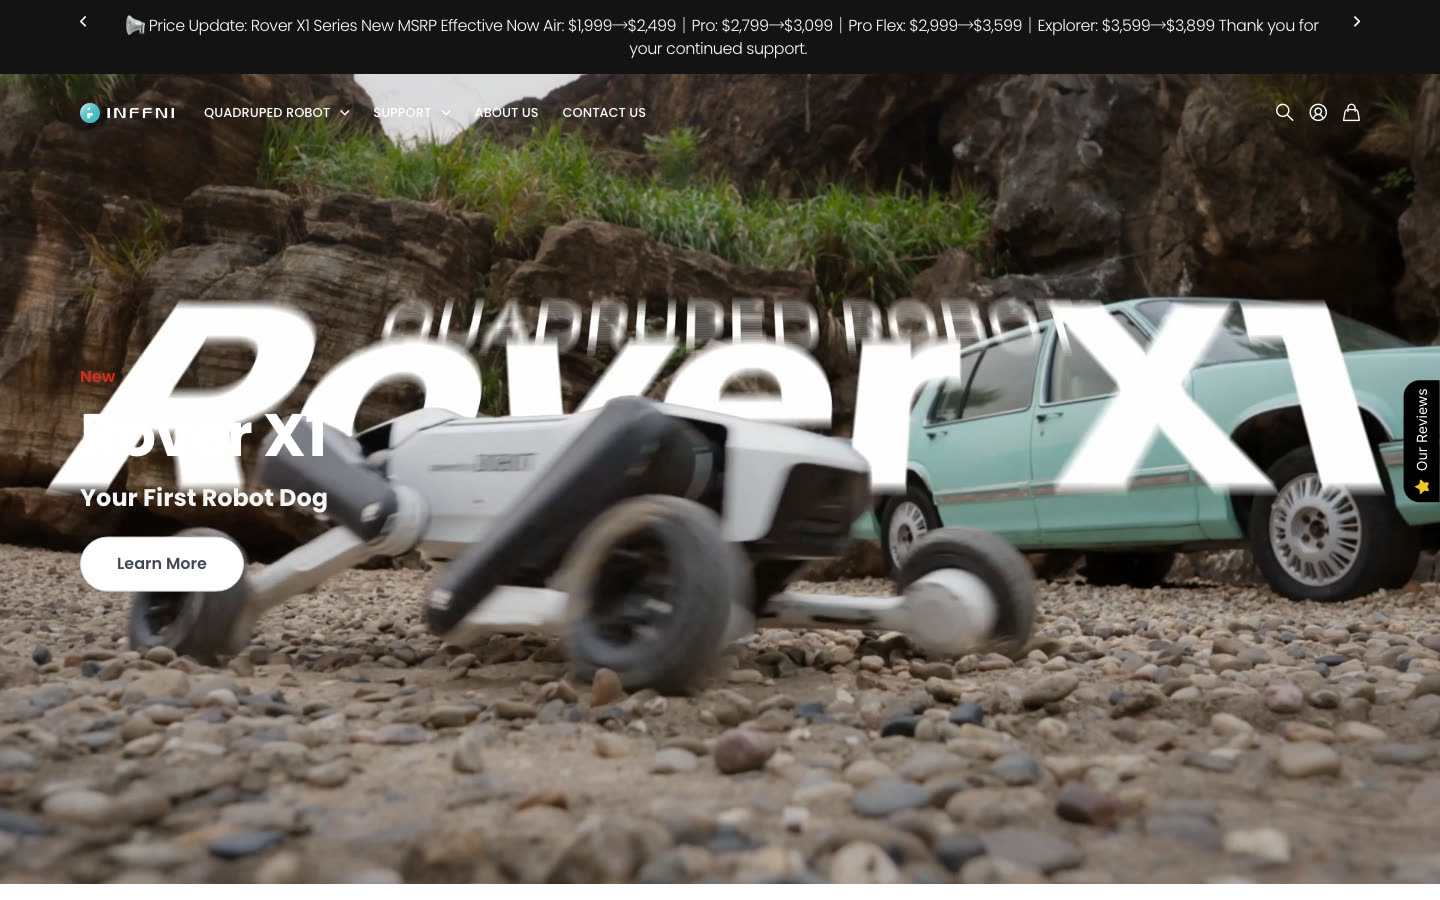 Price Update: Rover X1 Series New MSRP Effective Now Air: $1,999→$2,499 | Pro: $2,799→$3,099 | Pro Flex: $2,999→$3,599 | Explorer: $3,599→$3,899 Thank you for
your continued support.
INFFNI
QUADRUPED ROBOT
SUPPORT
ABOUT US
CONTACT US
QUADRUPED ROBOT
Rover X1
New
Rover X1
Your First Robot Dog
Learn More
Our Reviews